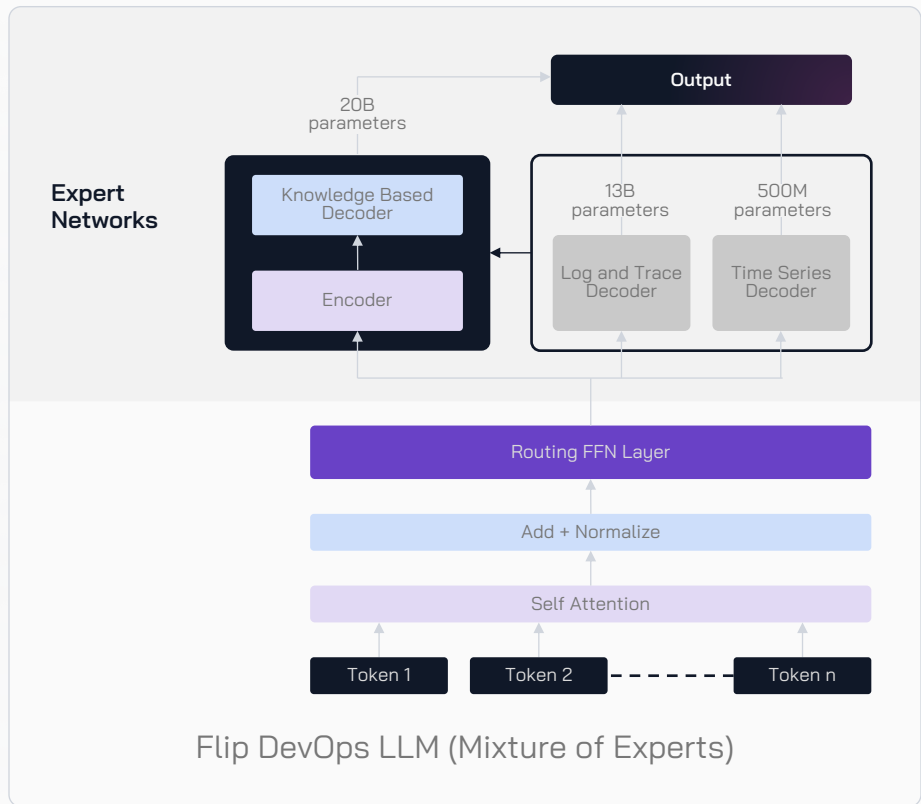 Output
20B
parameters
Expert
Networks
Knowledge Based
Decoder
Encoder
13B
parameters
500M
parameters
Log and Trace
Decoder
Time Series
Decoder
Routing FFN Layer
Add + Normalize
Self Attention
Token 1
Token 2
Token n
Flip DevOps LLM (Mixture of Experts)